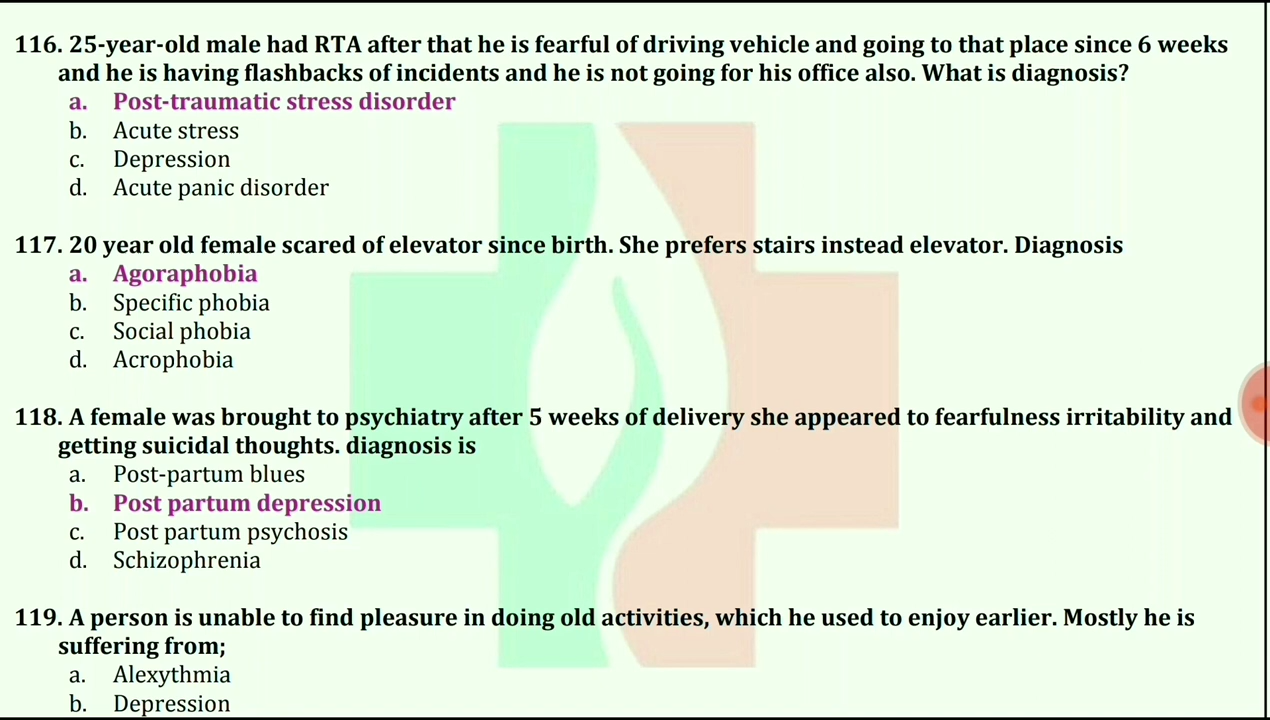 116. 25-year-old male had RTA after that he is fearful of driving vehicle and going to that place since 6 weeks
and he is having flashbacks of incidents and he is not going for his office also. What is diagnosis?
a. Post-traumatic stress disorder
b. Acute stress
c. Depression
d. Acute panic disorder
117. 20 year old female scared of elevator since birth. She prefers stairs instead elevator. Diagnosis
a. Agoraphobia
b. Specific phobia
c. Social phobia
d. Acrophobia
118. A female was brought to psychiatry after 5 weeks of delivery she appeared to fearfulness irritability and
getting suicidal thoughts. diagnosis is
a. Post-partum blues
b. Post partum depression
c. Post partum psychosis
d. Schizophrenia
119. A person is unable to find pleasure in doing old activities, which he used to enjoy earlier. Mostly he is
suffering from;
a. Alexythmia
b. Depression